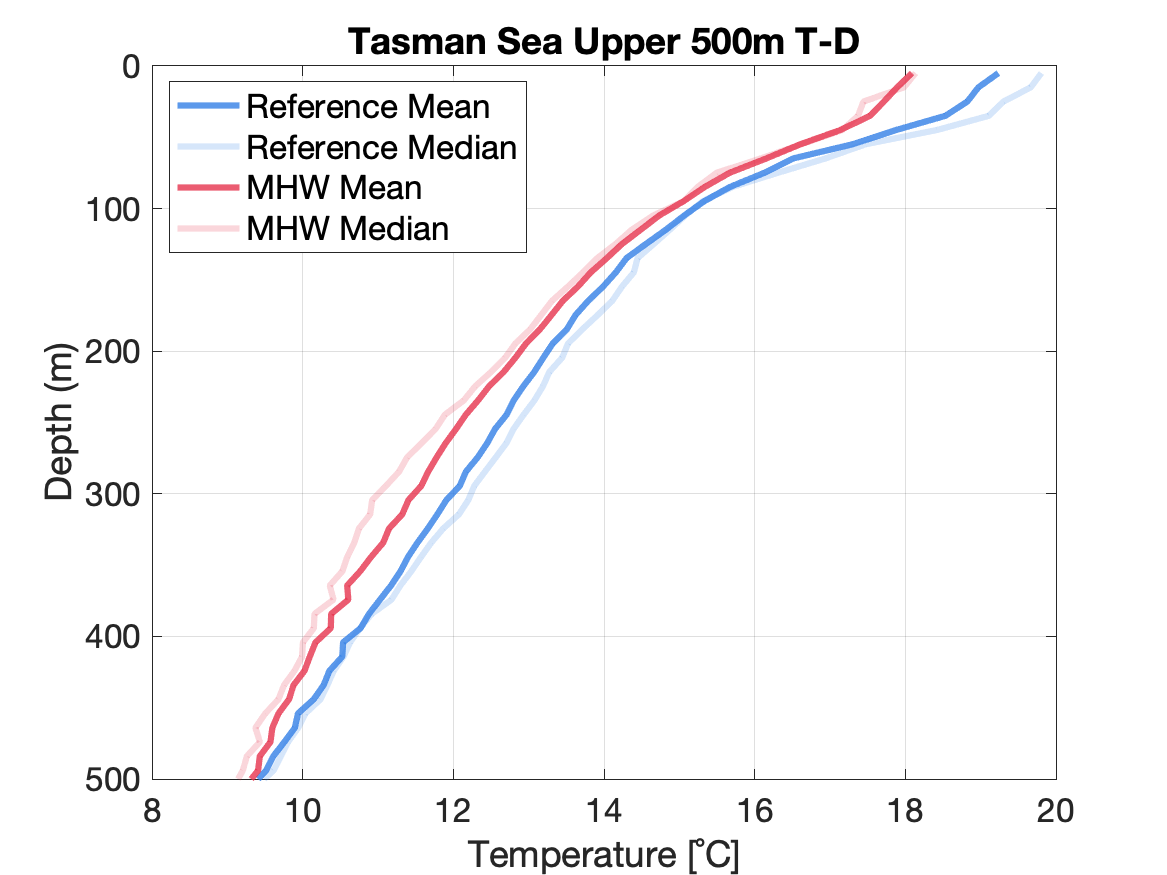 Tasman Sea Upper 500m T-D
0
100
200
300
400
500
Depth (m)
Reference Mean
Reference Median
MHW Mean
MHW Median
8
10
12
14
16
18
20
Temperature [°C]